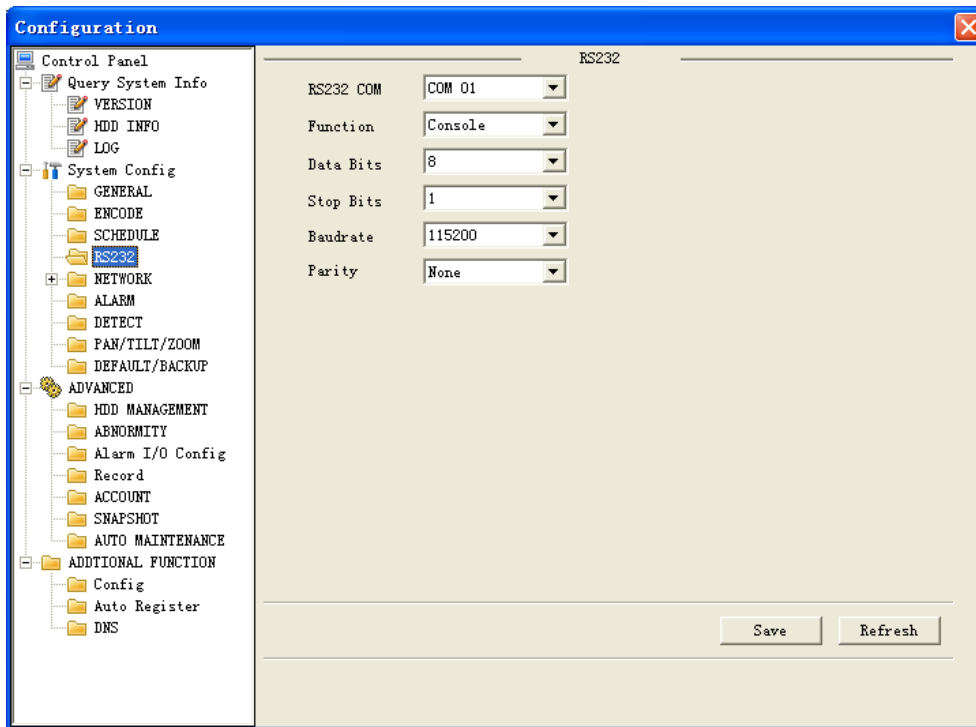 Configuration
Control Panel
Query System Info
VERSION
HDD INFO
LOG
System Config
GENERAL
ENCODE
SCHEDULE
RS232
NETWORK
ALARM
DETECT
PAN/TILT/ZOOM
DEFAULT/BACKUP
ADVANCED
HDD MANAGEMENT
ABNORMITY
Alarm I/O Config
Record
ACCOUNT
SNAPSHOT
AUTO MAINTENANCE
ADDTIONAL FUNCTION
Config
Auto Register
DNS
RS232
RS232 COM COM 01
Function Console
Data Bits 8
Stop Bits 1
Baudrate 115200
Parity None
Save Refresh